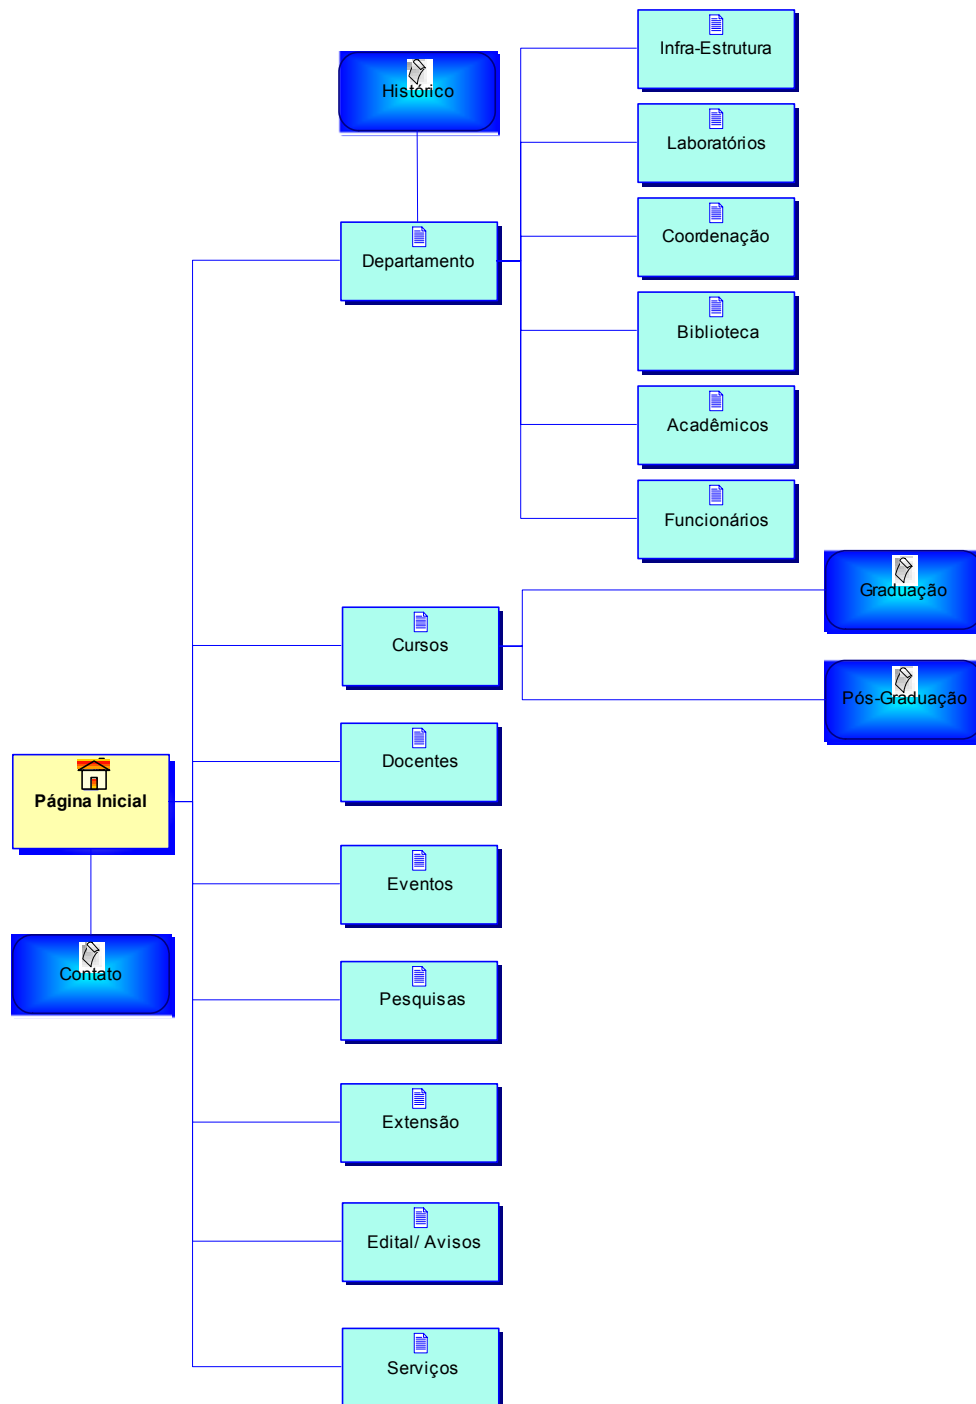 Infra-Estrutura
Histórico
Laboratórios
Coordenação
Departamento
Biblioteca
Acadêmicos
Funcionários
Graduação
Cursos
Pós-Graduação
Docentes
Página Inicial
Eventos
Contato
Pesquisas
Extensão
Edital/ Avisos
Serviços